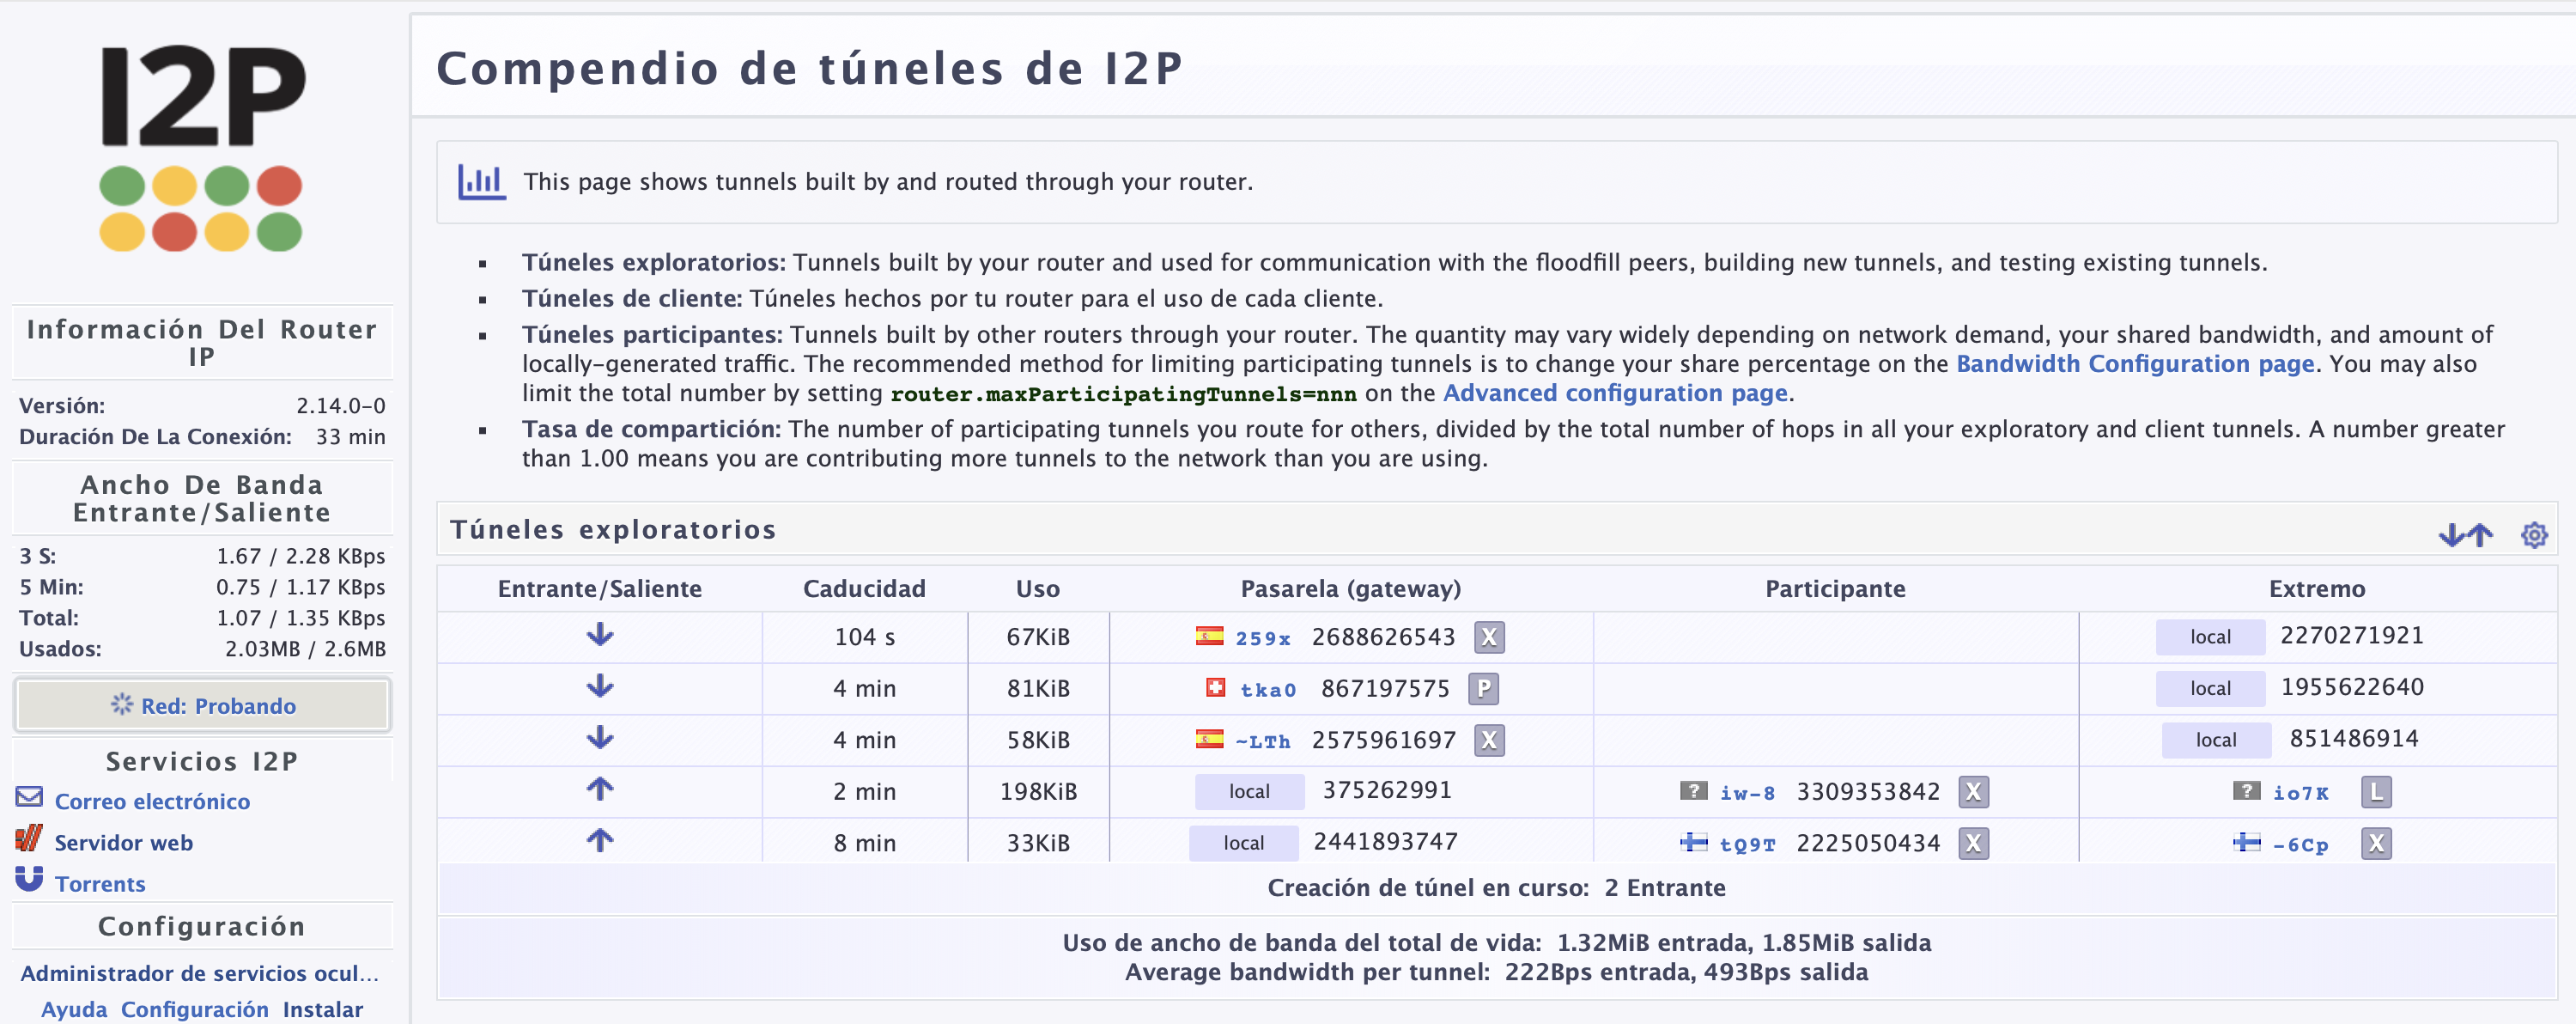 I2P
Información Del Router
IP
Versión: 2.14.0-0
Duración De La Conexión: 33 min
Ancho De Banda
Entrante/Saliente
3 S: 1.67 / 2.28 KBps
5 Min: 0.75 / 1.17 KBps
Total: 1.07 / 1.35 KBps
Usados: 2.03MB / 2.6MB
Red: Probando
Servicios I2P
Correo electrónico
Servidor web
Torrents
Configuración
Administrador de servicios ocul...
Ayuda Configuración Instalar
Compendio de túneles de I2P
This page shows tunnels built by and routed through your router.
▪ Túneles exploratorios: Tunnels built by your router and used for communication with the floodfill peers, building new tunnels, and testing existing tunnels.
▪ Túneles de cliente: Túneles hechos por tu router para el uso de cada cliente.
▪ Túneles participantes: Tunnels built by other routers through your router. The quantity may vary widely depending on network demand, your shared bandwidth, and amount of
locally-generated traffic. The recommended method for limiting participating tunnels is to change your share percentage on the Bandwidth Configuration page. You may also
limit the total number by setting router.maxParticipatingTunnels=nnn on the Advanced configuration page.
▪ Tasa de compartición: The number of participating tunnels you route for others, divided by the total number of hops in all your exploratory and client tunnels. A number greater
than 1.00 means you are contributing more tunnels to the network than you are using.
Túneles exploratorios
Entrante/Saliente Caducidad Uso Pasarela (gateway) Participante Extremo
104 s 67KiB 259x 2688626543 X local 2270271921
4 min 81KiB tka0 867197575 P local 1955622640
4 min 58KiB ~LTh 2575961697 X local 851486914
2 min 198KiB local 375262991 ? iw-8 3309353842 X ? io7K L
8 min 33KiB local 2441893747 tQ9T 2225050434 X -6Cp X
Creación de túnel en curso: 2 Entrante
Uso de ancho de banda del total de vida: 1.32MiB entrada, 1.85MiB salida
Average bandwidth per tunnel: 222Bps entrada, 493Bps salida